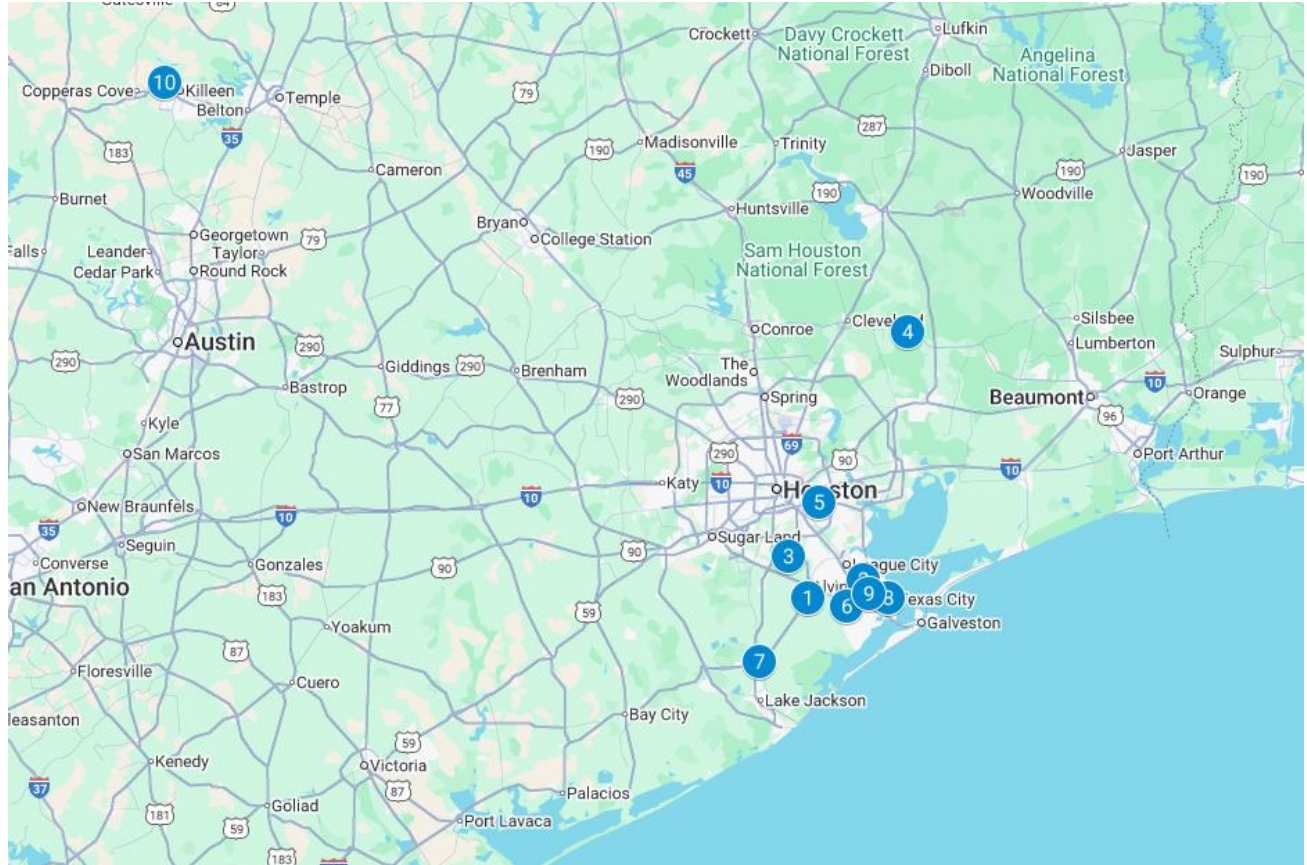 84
Crockett
Davy Crockett
National Forest
Lufkin
Angelina
National Forest
Diboll
Copperas Cove
10
Killeen
Temple
Belton
79
35
287
183
190
Madisonville
Trinity
Jasper
Cameron
45
190
190
190
Burnet
Woodville
Huntsville
Bryan
College Station
Georgetown
79
Falls
Leander
Taylor
Cedar Park
Round Rock
Sam Houston
National Forest
Conroe
Cleveland
4
Silsbee
Lumberton
Sulphur
Austin
290
290
Giddings
290
Brenham
The
Woodlands
Bastrop
77
290
Spring
10
Orange
Beaumont
96
Kyle
San Marcos
69
290
90
Port Arthur
10
Katy
10
Houston
10
5
New Braunfels
35
10
Seguin
90
Sugar Land
3
Converse
Gonzales
90
League City
an Antonio
183
59
1
6
9
8
Texas City
Galveston
Yoakum
87
7
Floresville
Cuero
Lake Jackson
leasanton
Bay City
59
Kenedy
Victoria
37
87
Palacios
181
Goliad
59
Port Lavaca
183